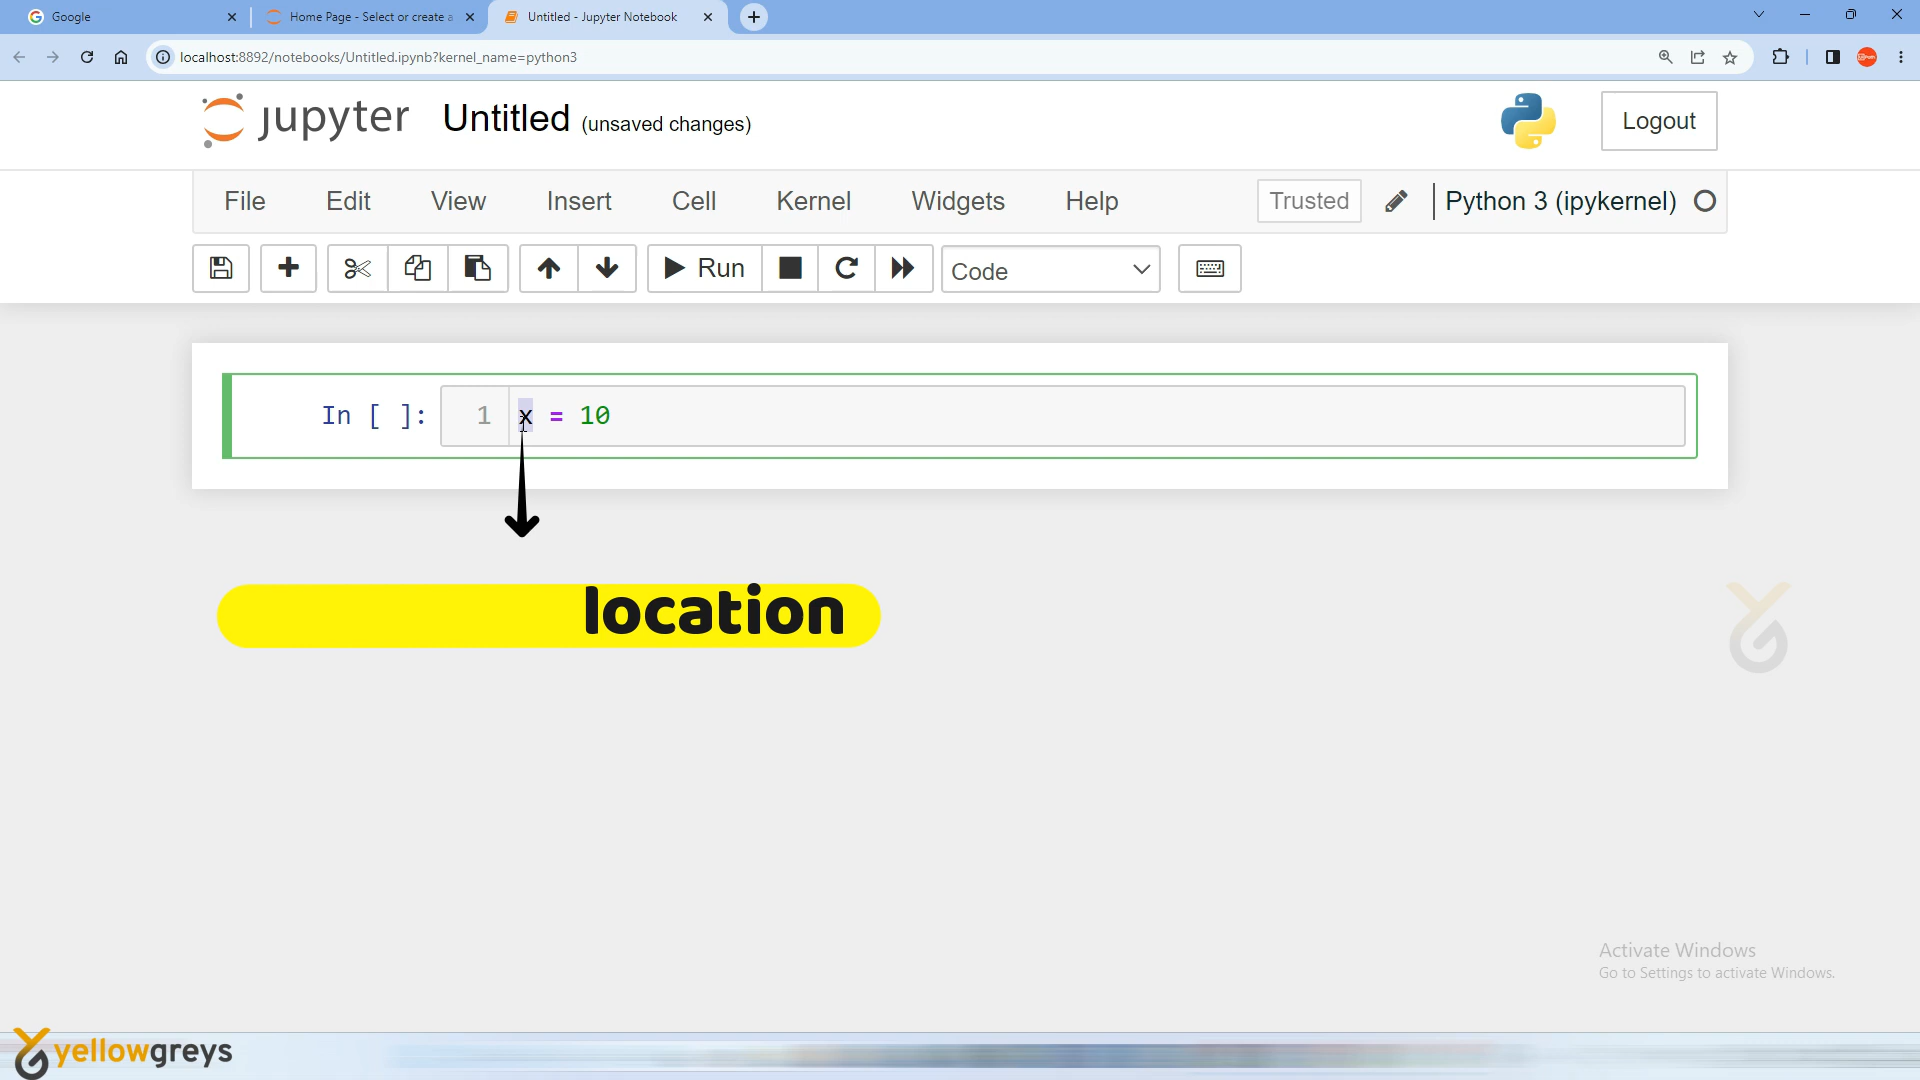 Google
Home Page - Select or create a
Untitled - Jupyter Notebook
localhost:8892/notebooks/Untitled.ipynb?kernel_name=python3
jupyter Untitled (unsaved changes)
Logout
File Edit View Insert Cell Kernel Widgets Help Trusted Python 3 (ipykernel)
Run Code
In [ ]: 1 x = 10
location
Activate Windows
Go to Settings to activate Windows.
yellowgreys